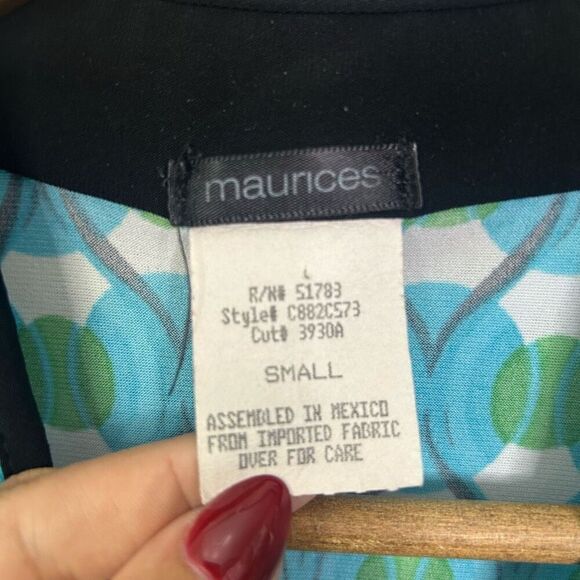 maurices
L
R/N# 51783
Style# C882C573
Cut# 3930A
SMALL
ASSEMBLED IN MEXICO
FROM IMPORTED FABRIC
OVER FOR CARE